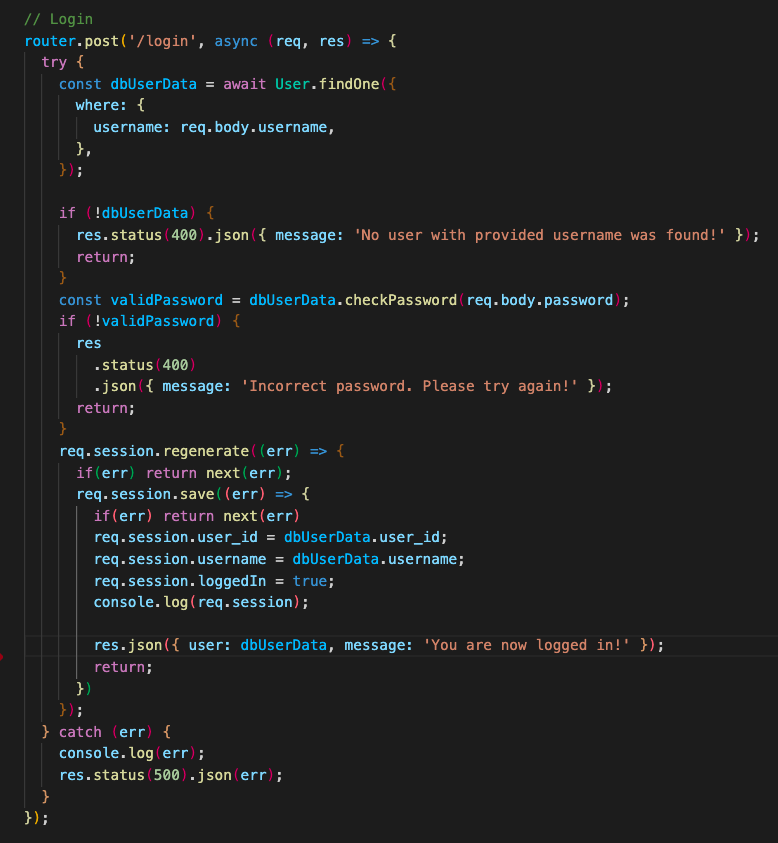 // Login
router.post('/login', async (req, res) => {
  try {
    const dbUserData = await User.findOne({
      where: {
        username: req.body.username,
      },
    });

    if (!dbUserData) {
      res.status(400).json({ message: 'No user with provided username was found!' });
      return;
    }
    const validPassword = dbUserData.checkPassword(req.body.password);
    if (!validPassword) {
      res
        .status(400)
        .json({ message: 'Incorrect password. Please try again!' });
      return;
    }
    req.session.regenerate((err) => {
      if(err) return next(err);
      req.session.save((err) => {
        if(err) return next(err)
        req.session.user_id = dbUserData.user_id;
        req.session.username = dbUserData.username;
        req.session.loggedIn = true;
        console.log(req.session);

        res.json({ user: dbUserData, message: 'You are now logged in!' });
        return;
      })
    });
  } catch (err) {
    console.log(err);
    res.status(500).json(err);
  }
});